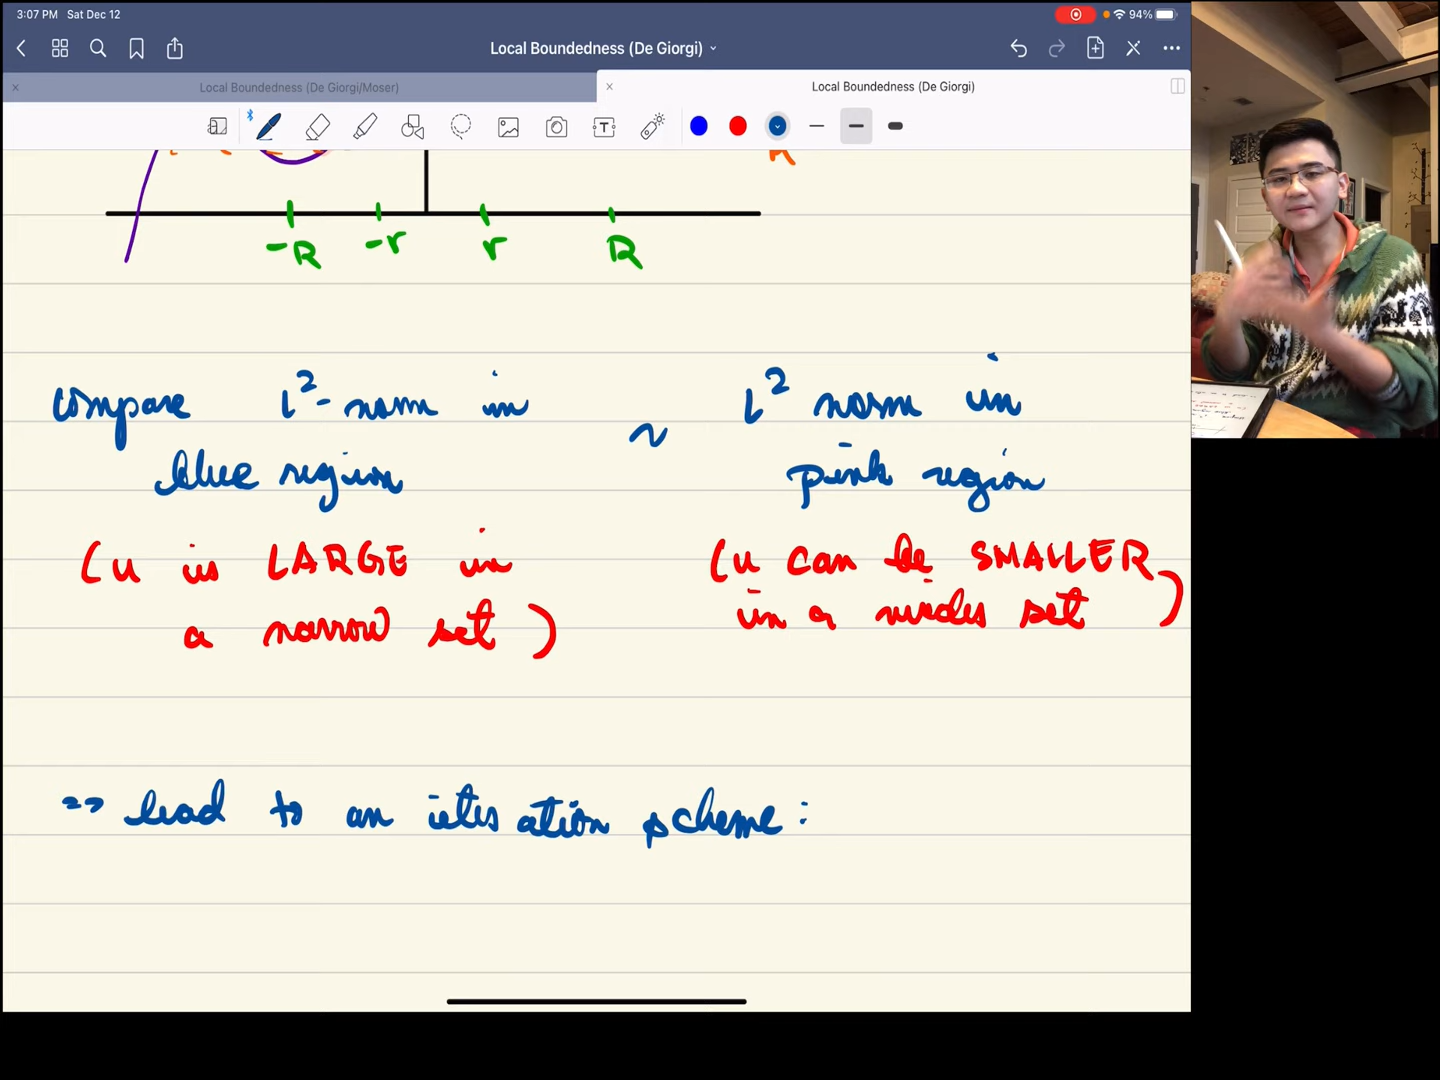 3:07 PM Sat Dec 12
94%
Local Boundedness (De Giorgi)
Local Boundedness (De Giorgi/Moser)
Local Boundedness (De Giorgi)
-R -r r R
compare L²-norm in
blue region
~
L² norm in
pink region
(u is LARGE in
a narrow set)
(u can be SMALLER
in a wider set)
lead to an iteration scheme: